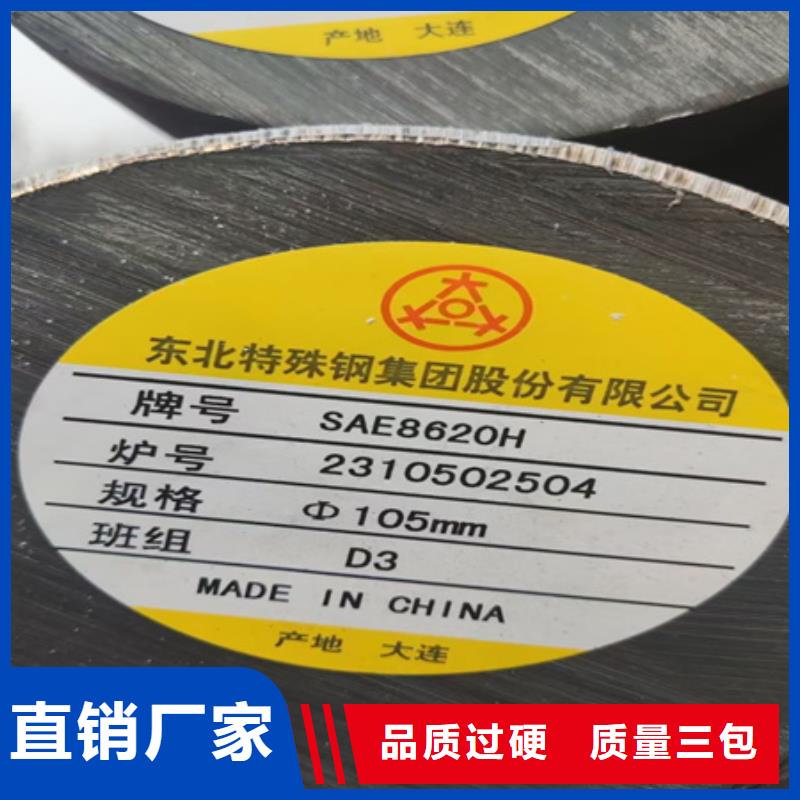 产地 大连
东北特殊钢集团股份有限公司
牌号 SAE8620H
炉号 2310502504
规格 Φ105mm
班组 D3
MADE IN CHINA
产地 大连
直销厂家
品质过硬 质量三包